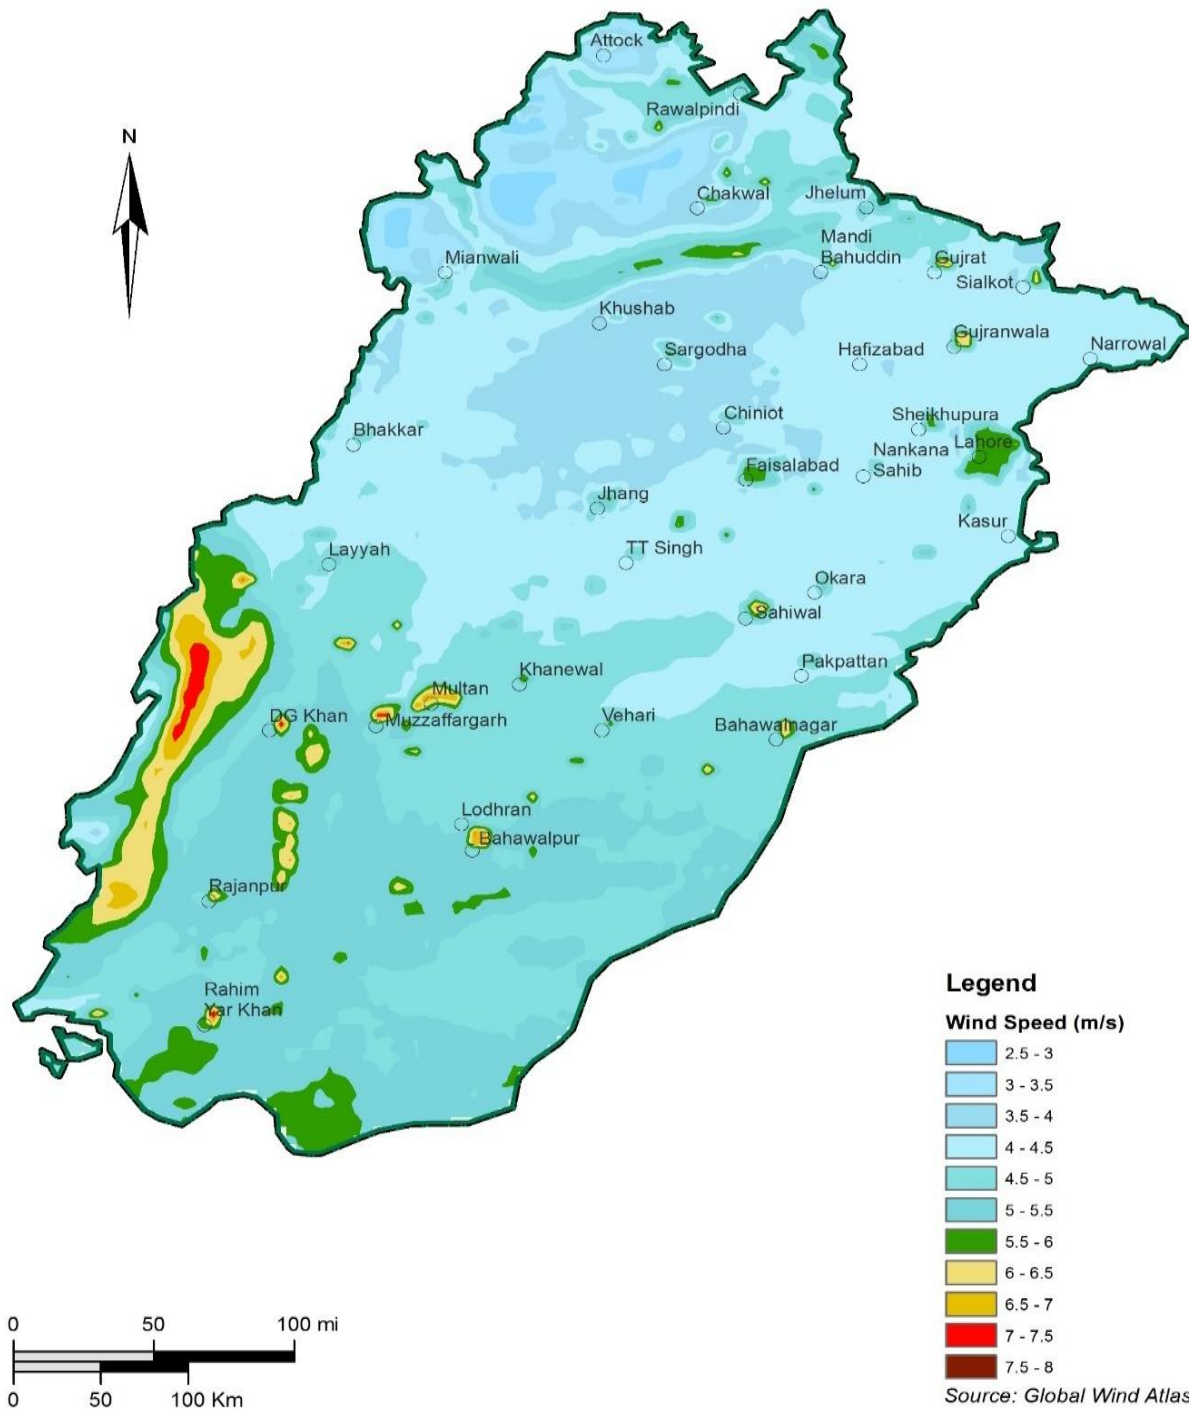 Attock
N
Rawalpindi
Chakwal
Jhelum
Mandi
Bahuddin
Mianwali
Gujrat
Sialkot
Khushab
Gujranwala
Sargodha
Hafizabad
Narrowal
Chiniot
Sheikhupura
Bhakkar
Lahore
Nankana
Sahib
Faisalabad
Jhang
Kasur
Layyah
TT Singh
Okara
Sahiwal
Khanewal
Pakpattan
Multan
DG Khan
Muzzaffargarh
Vehari
Bahawalnagar
Lodhran
Bahawalpur
Rajanpur
Rahim
Yar Khan
Legend
Wind Speed (m/s)
2.5 - 3
3 - 3.5
3.5 - 4
4 - 4.5
4.5 - 5
5 - 5.5
5.5 - 6
6 - 6.5
6.5 - 7
7 - 7.5
7.5 - 8
Source: Global Wind Atlas
0 50 100 mi
0 50 100 Km